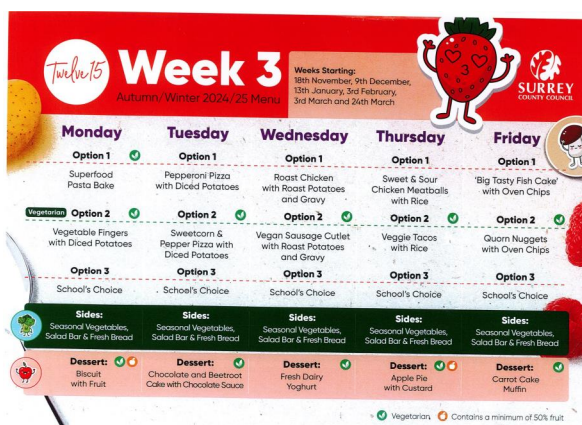 Twelve15
Week 3
Autumn/Winter 2024/25 Menu
Weeks Starting:
18th November, 9th December,
13th January, 3rd February,
3rd March and 24th March
SURREY
COUNTY COUNCIL
Monday
Option 1
Superfood
Pasta Bake
Vegetarian Option 2
Vegetable Fingers
with Diced Potatoes
Option 3
School's Choice
Sides:
Seasonal Vegetables,
Salad Bar & Fresh Bread
Dessert:
Biscuit
with Fruit
Tuesday
Option 1
Pepperoni Pizza
with Diced Potatoes
Option 2
Sweetcorn &
Pepper Pizza with
Diced Potatoes
Option 3
School's Choice
Sides:
Seasonal Vegetables,
Salad Bar & Fresh Bread
Dessert:
Chocolate and Beetroot
Cake with Chocolate Sauce
Wednesday
Option 1
Roast Chicken
with Roast Potatoes
and Gravy
Option 2
Vegan Sausage Cutlet
with Roast Potatoes
and Gravy
Option 3
School's Choice
Sides:
Seasonal Vegetables,
Salad Bar & Fresh Bread
Dessert:
Fresh Dairy
Yoghurt
Thursday
Option 1
Sweet & Sour
Chicken Meatballs
with Rice
Option 2
Veggie Tacos
with Rice
Option 3
School's Choice
Sides:
Seasonal Vegetables,
Salad Bar & Fresh Bread
Dessert:
Apple Pie
with Custard
Friday
Option 1
'Big Tasty Fish Cake'
with Oven Chips
Option 2
Quorn Nuggets
with Oven Chips
Option 3
School's Choice
Sides:
Seasonal Vegetables,
Salad Bar & Fresh Bread
Dessert:
Carrot Cake
Muffin
Vegetarian
Contains a minimum of 50% fruit